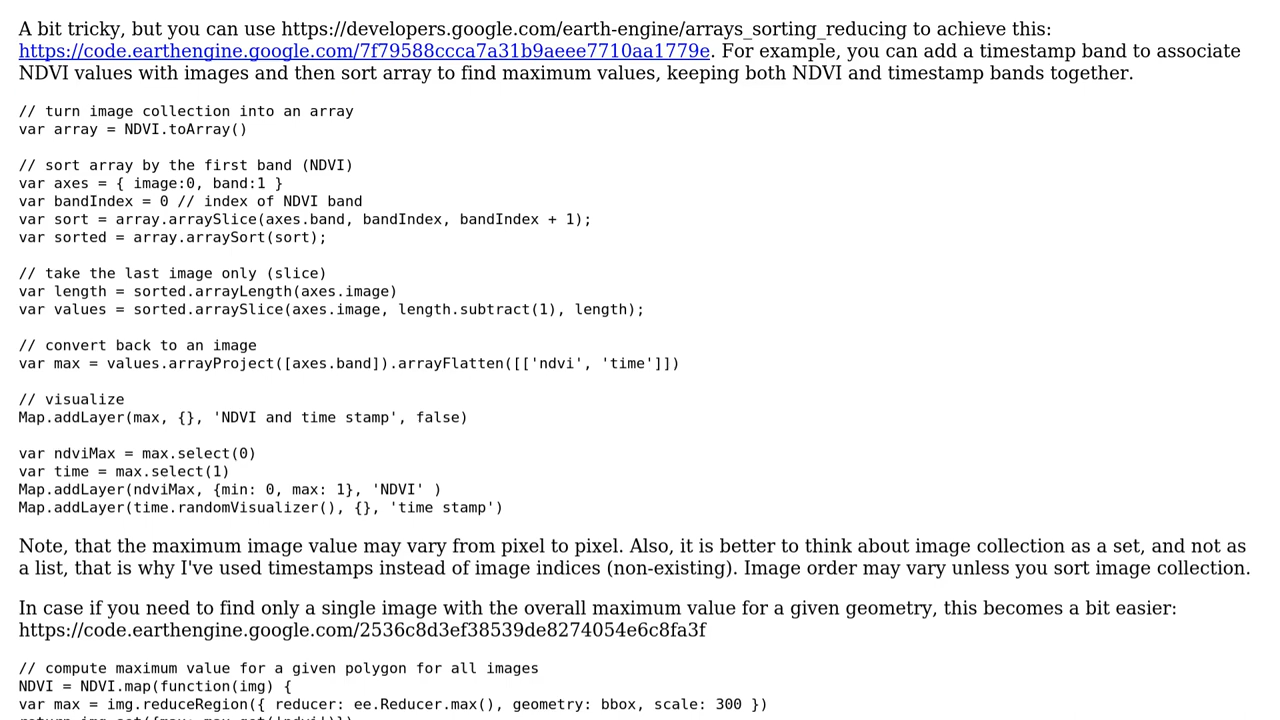 A bit tricky, but you can use https://developers.google.com/earth-engine/arrays_sorting_reducing to achieve this:
https://code.earthengine.google.com/7f79588ccca7a31b9aeee7710aa1779e. For example, you can add a timestamp band to associate
NDVI values with images and then sort array to find maximum values, keeping both NDVI and timestamp bands together.
// turn image collection into an array
var array = NDVI.toArray()
// sort array by the first band (NDVI)
var axes = { image:0, band:1 }
var bandIndex = 0 // index of NDVI band
var sort = array.arraySlice(axes.band, bandIndex, bandIndex + 1);
var sorted = array.arraySort(sort);
// take the last image only (slice)
var length = sorted.arrayLength(axes.image)
var values = sorted.arraySlice(axes.image, length.subtract(1), length);
// convert back to an image
var max = values.arrayProject([axes.band]).arrayFlatten([['ndvi', 'time']])
// visualize
Map.addLayer(max, {}, 'NDVI and time stamp', false)
var ndviMax = max.select(0)
var time = max.select(1)
Map.addLayer(ndviMax, {min: 0, max: 1}, 'NDVI' )
Map.addLayer(time.randomVisualizer(), {}, 'time stamp')
Note, that the maximum image value may vary from pixel to pixel. Also, it is better to think about image collection as a set, and not as
a list, that is why I've used timestamps instead of image indices (non-existing). Image order may vary unless you sort image collection.
In case if you need to find only a single image with the overall maximum value for a given geometry, this becomes a bit easier:
https://code.earthengine.google.com/2536c8d3ef38539de8274054e6c8fa3f
// compute maximum value for a given polygon for all images
NDVI = NDVI.map(function(img) {
var max = img.reduceRegion({ reducer: ee.Reducer.max(), geometry: bbox, scale: 300 })